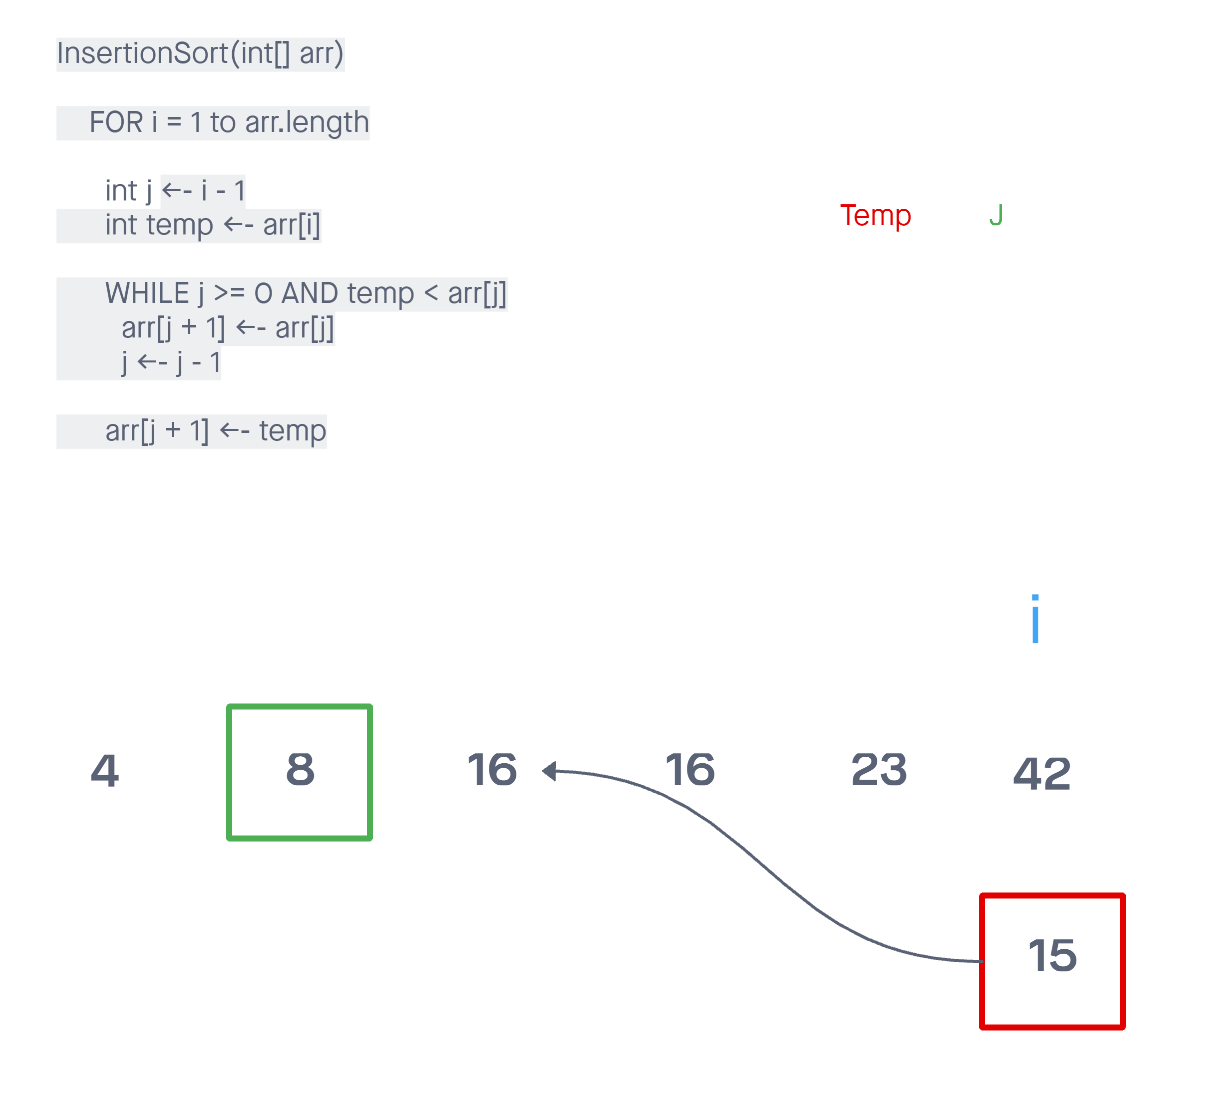 InsertionSort(int[] arr)
FOR i = 1 to arr.length
int j <-- i - 1
int temp <-- arr[i]
Temp J
WHILE j >= 0 AND temp < arr[j]
arr[j + 1] <-- arr[j]
j <-- j - 1
arr[j + 1] <-- temp
i
4 8 16 16 23 42
15